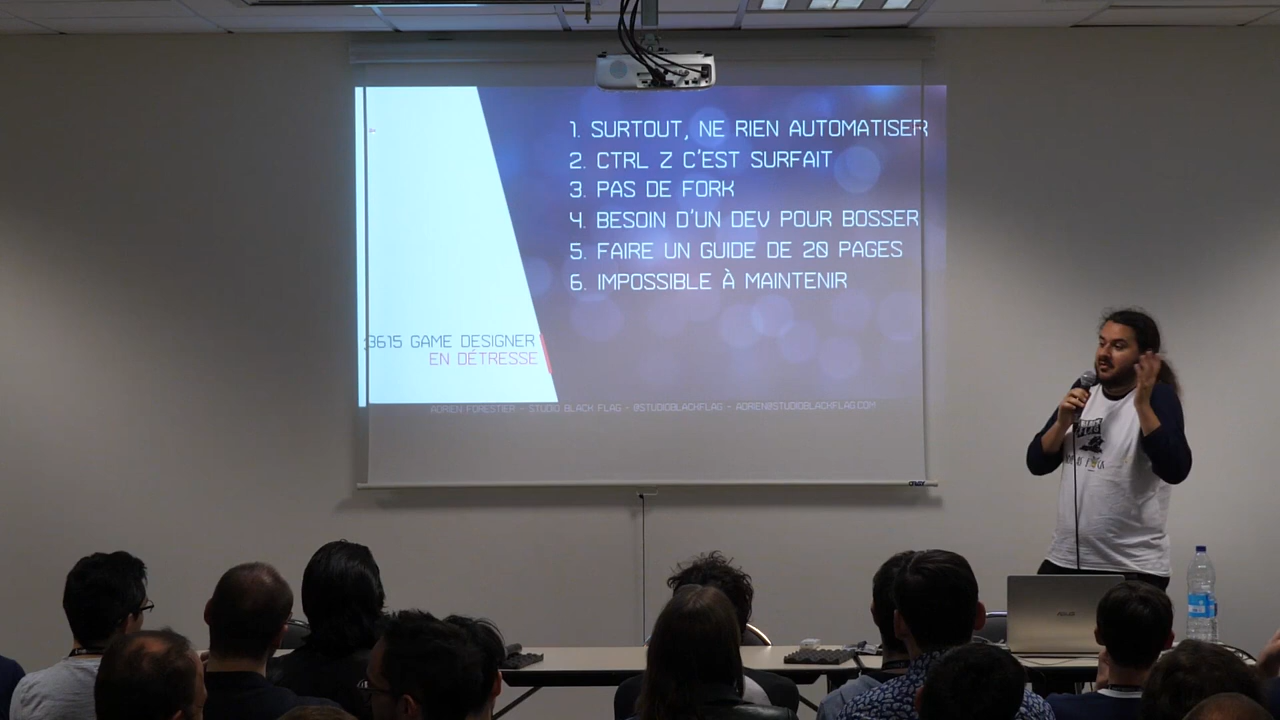 1. SURTOUT, NE RIEN AUTOMATISER
2. CTRL Z C'EST SURFAIT
3. PAS DE FORK
4. BESOIN D'UN DEV POUR BOSSER
5. FAIRE UN GUIDE DE 20 PAGES
6. IMPOSSIBLE À MAINTENIR
3615 GAME DESIGNER
EN DÉTRESSE
ADRIEN FORESTIER - STUDIO BLACK FLAG - @STUDIOBLACKFLAG - ADRIEN@STUDIOBLACKFLAG.COM
ASUS